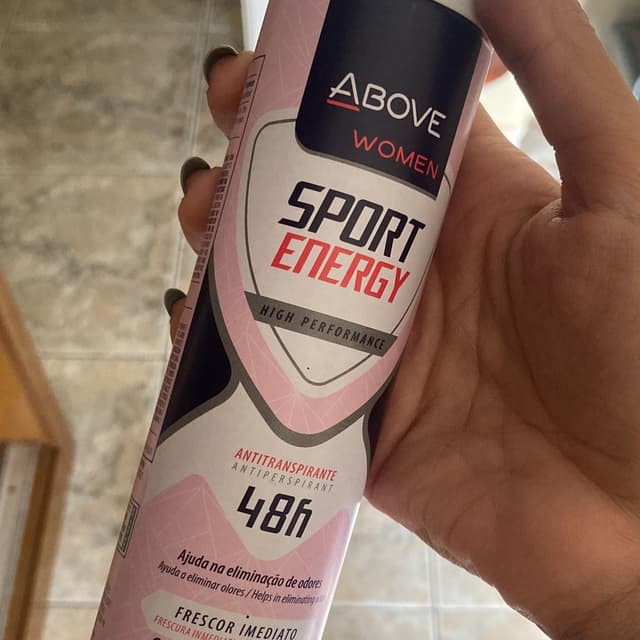 ABOVE
WOMEN
SPORT
ENERGY
HIGH PERFORMANCE
ANTITRANSPIRANTE
ANTIPERSPIRANT
48h
Ajuda na eliminação de odores
Ayuda a eliminar olores / Helps in eliminating
FRESCOR IMEDIATO